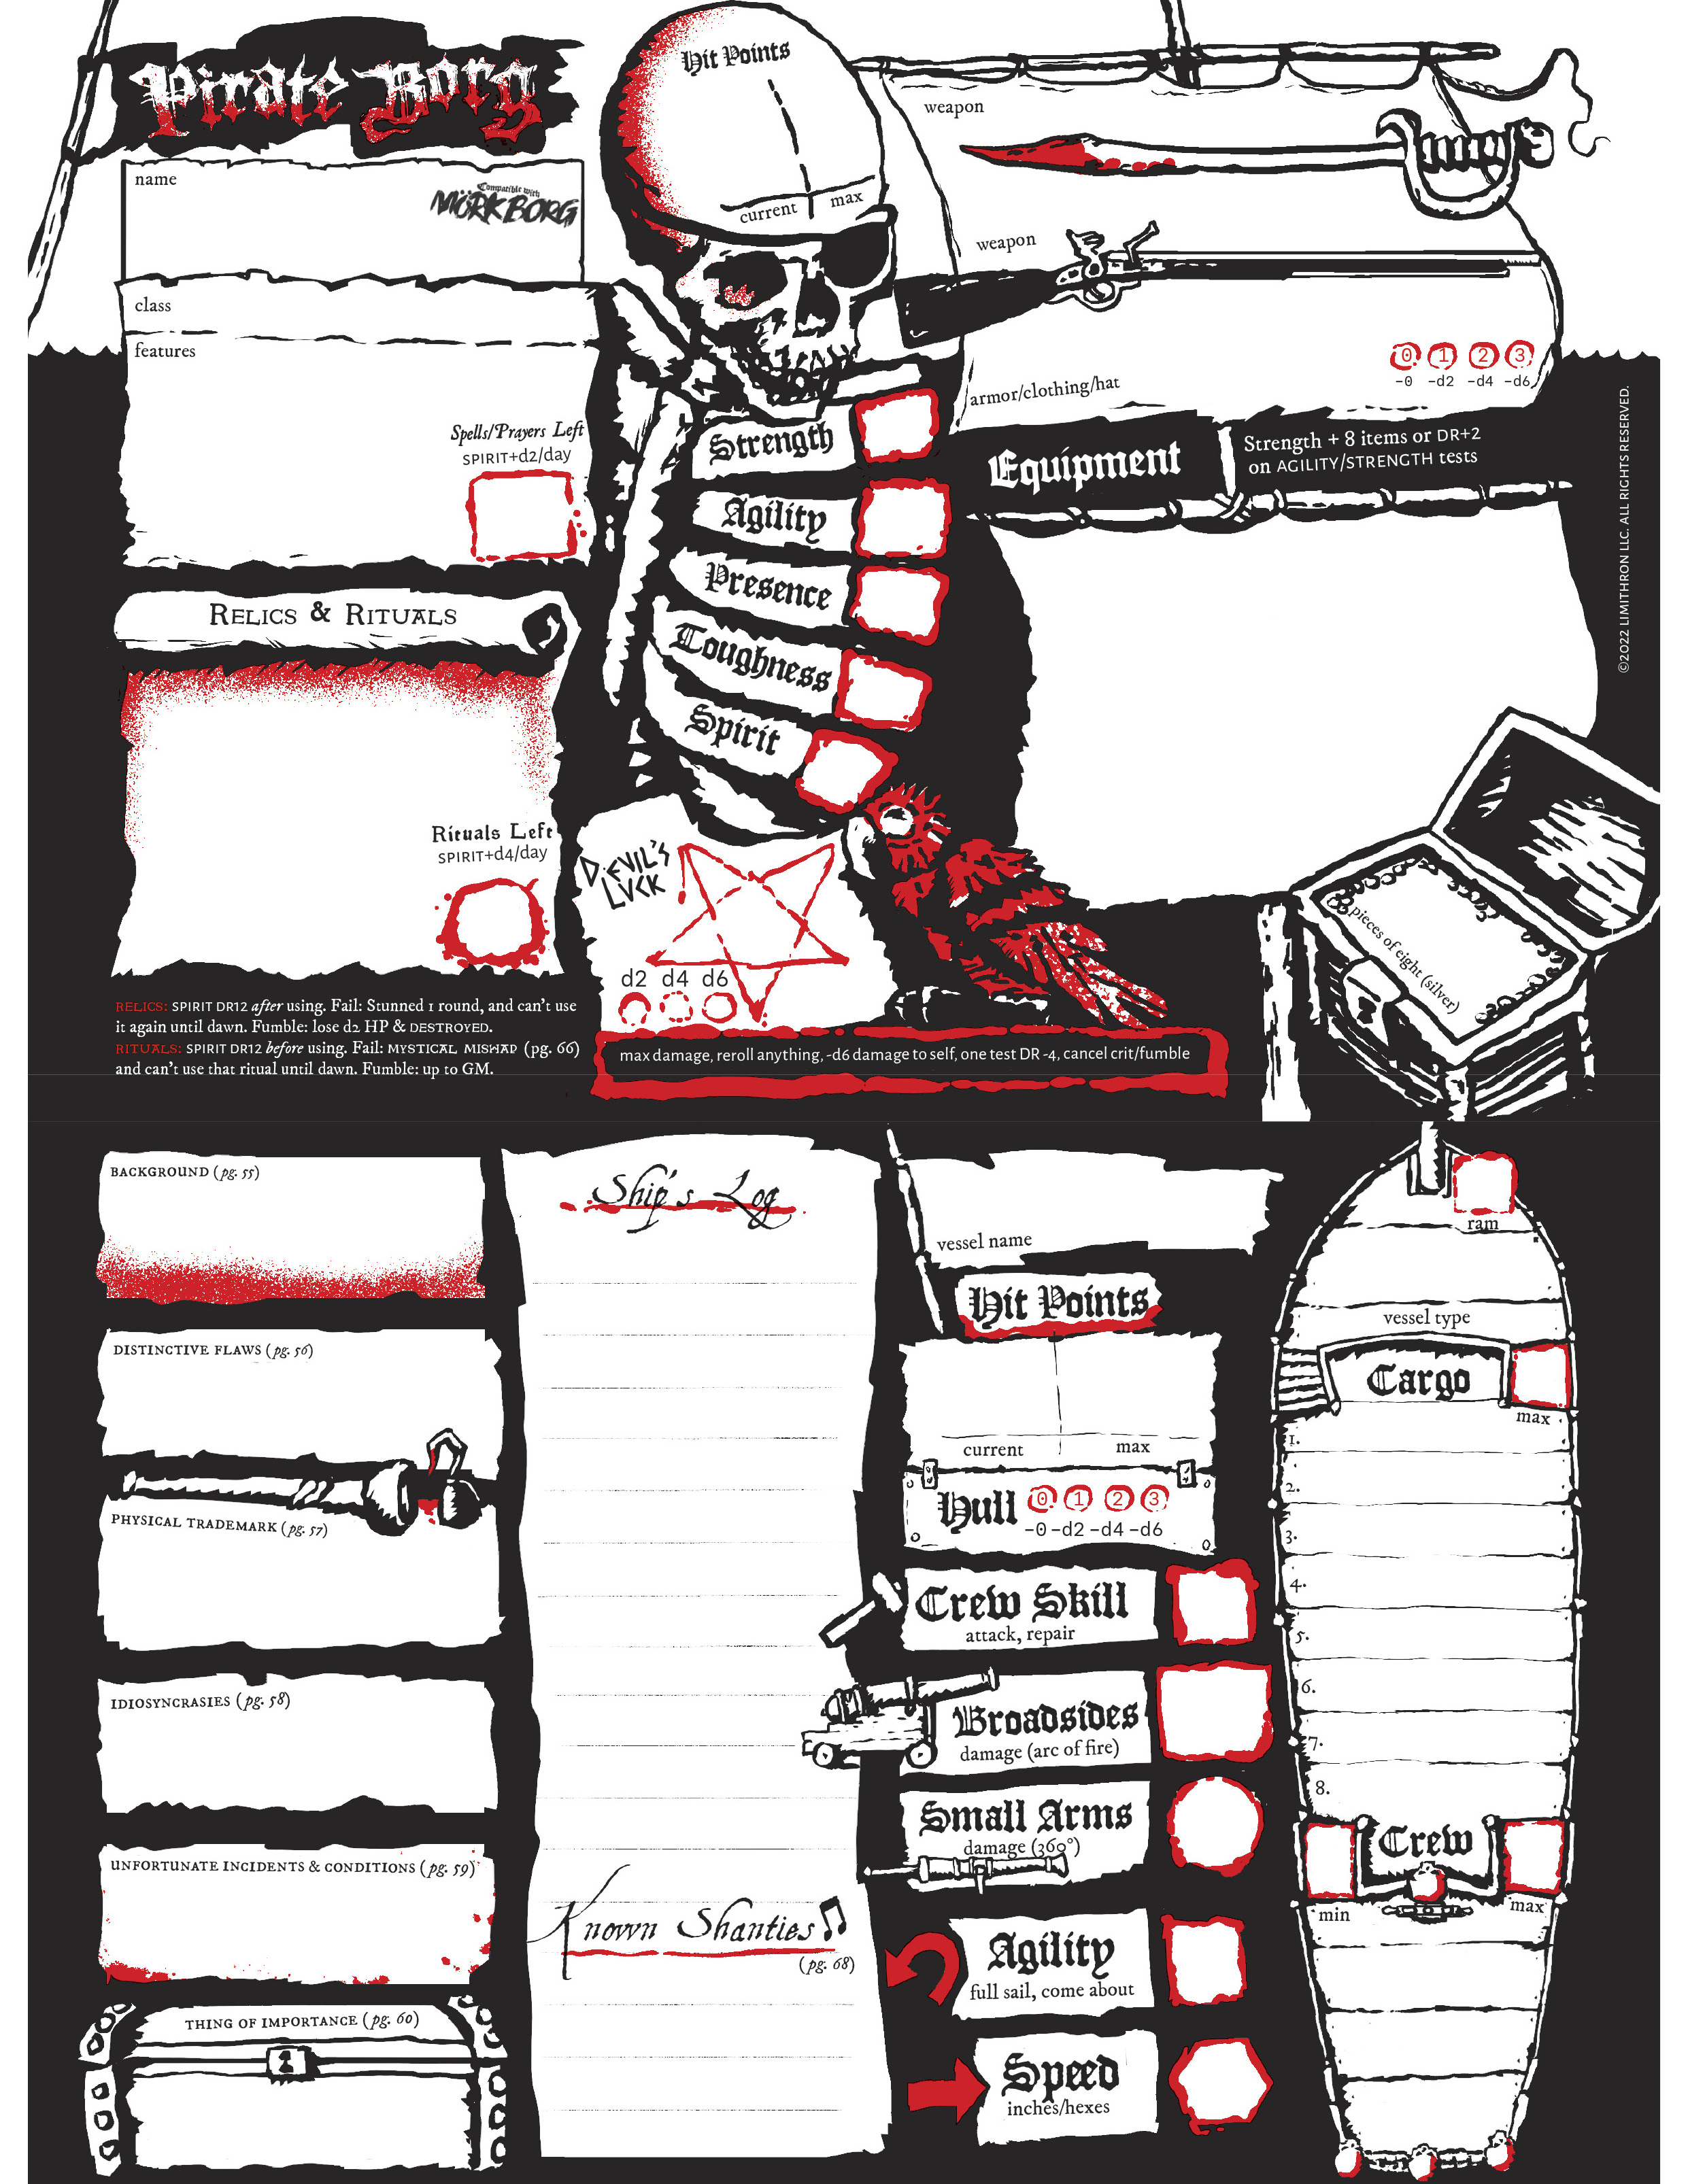 Pirate Borg
name
Compatible with
MÖRK BORG
class
features
Spells/Prayers Left
SPIRIT+d2/day
RELICS & RITUALS
Rituals Left
SPIRIT+d4/day
RELICS: SPIRIT DR12 after using. Fail: Stunned 1 round, and can't use
it again until dawn. Fumble: lose d2 HP & DESTROYED.
RITUALS: SPIRIT DR12 before using. Fail: MYSTICAL MISHAP (pg. 66)
and can't use that ritual until dawn. Fumble: up to GM.
Hit Points
current max
Strength
Agility
Presence
Toughness
Spirit
DEVIL'S
LUCK
d2 d4 d6
max damage, reroll anything, -d6 damage to self, one test DR -4, cancel crit/fumble
weapon
weapon
armor/clothing/hat
0 1 2 3
-0 -d2 -d4 -d6
Equipment
Strength + 8 items or DR+2
on AGILITY/STRENGTH tests
pieces of eight (silver)
©2022 LIMITHRON LLC. ALL RIGHTS RESERVED.
BACKGROUND (pg. 55)
DISTINCTIVE FLAWS (pg. 56)
PHYSICAL TRADEMARK (pg. 57)
IDIOSYNCRASIES (pg. 58)
UNFORTUNATE INCIDENTS & CONDITIONS (pg. 59)
THING OF IMPORTANCE (pg. 60)
Ship's Log
Known Shanties
(pg. 68)
vessel name
Hit Points
current max
Hull 0 1 2 3
-0 -d2 -d4 -d6
Crew Skill
attack, repair
Broadsides
damage (arc of fire)
Small Arms
damage (360°)
Agility
full sail, come about
Speed
inches/hexes
ram
vessel type
Cargo
max
1.
2.
3.
4.
5.
6.
7.
8.
Crew
min max